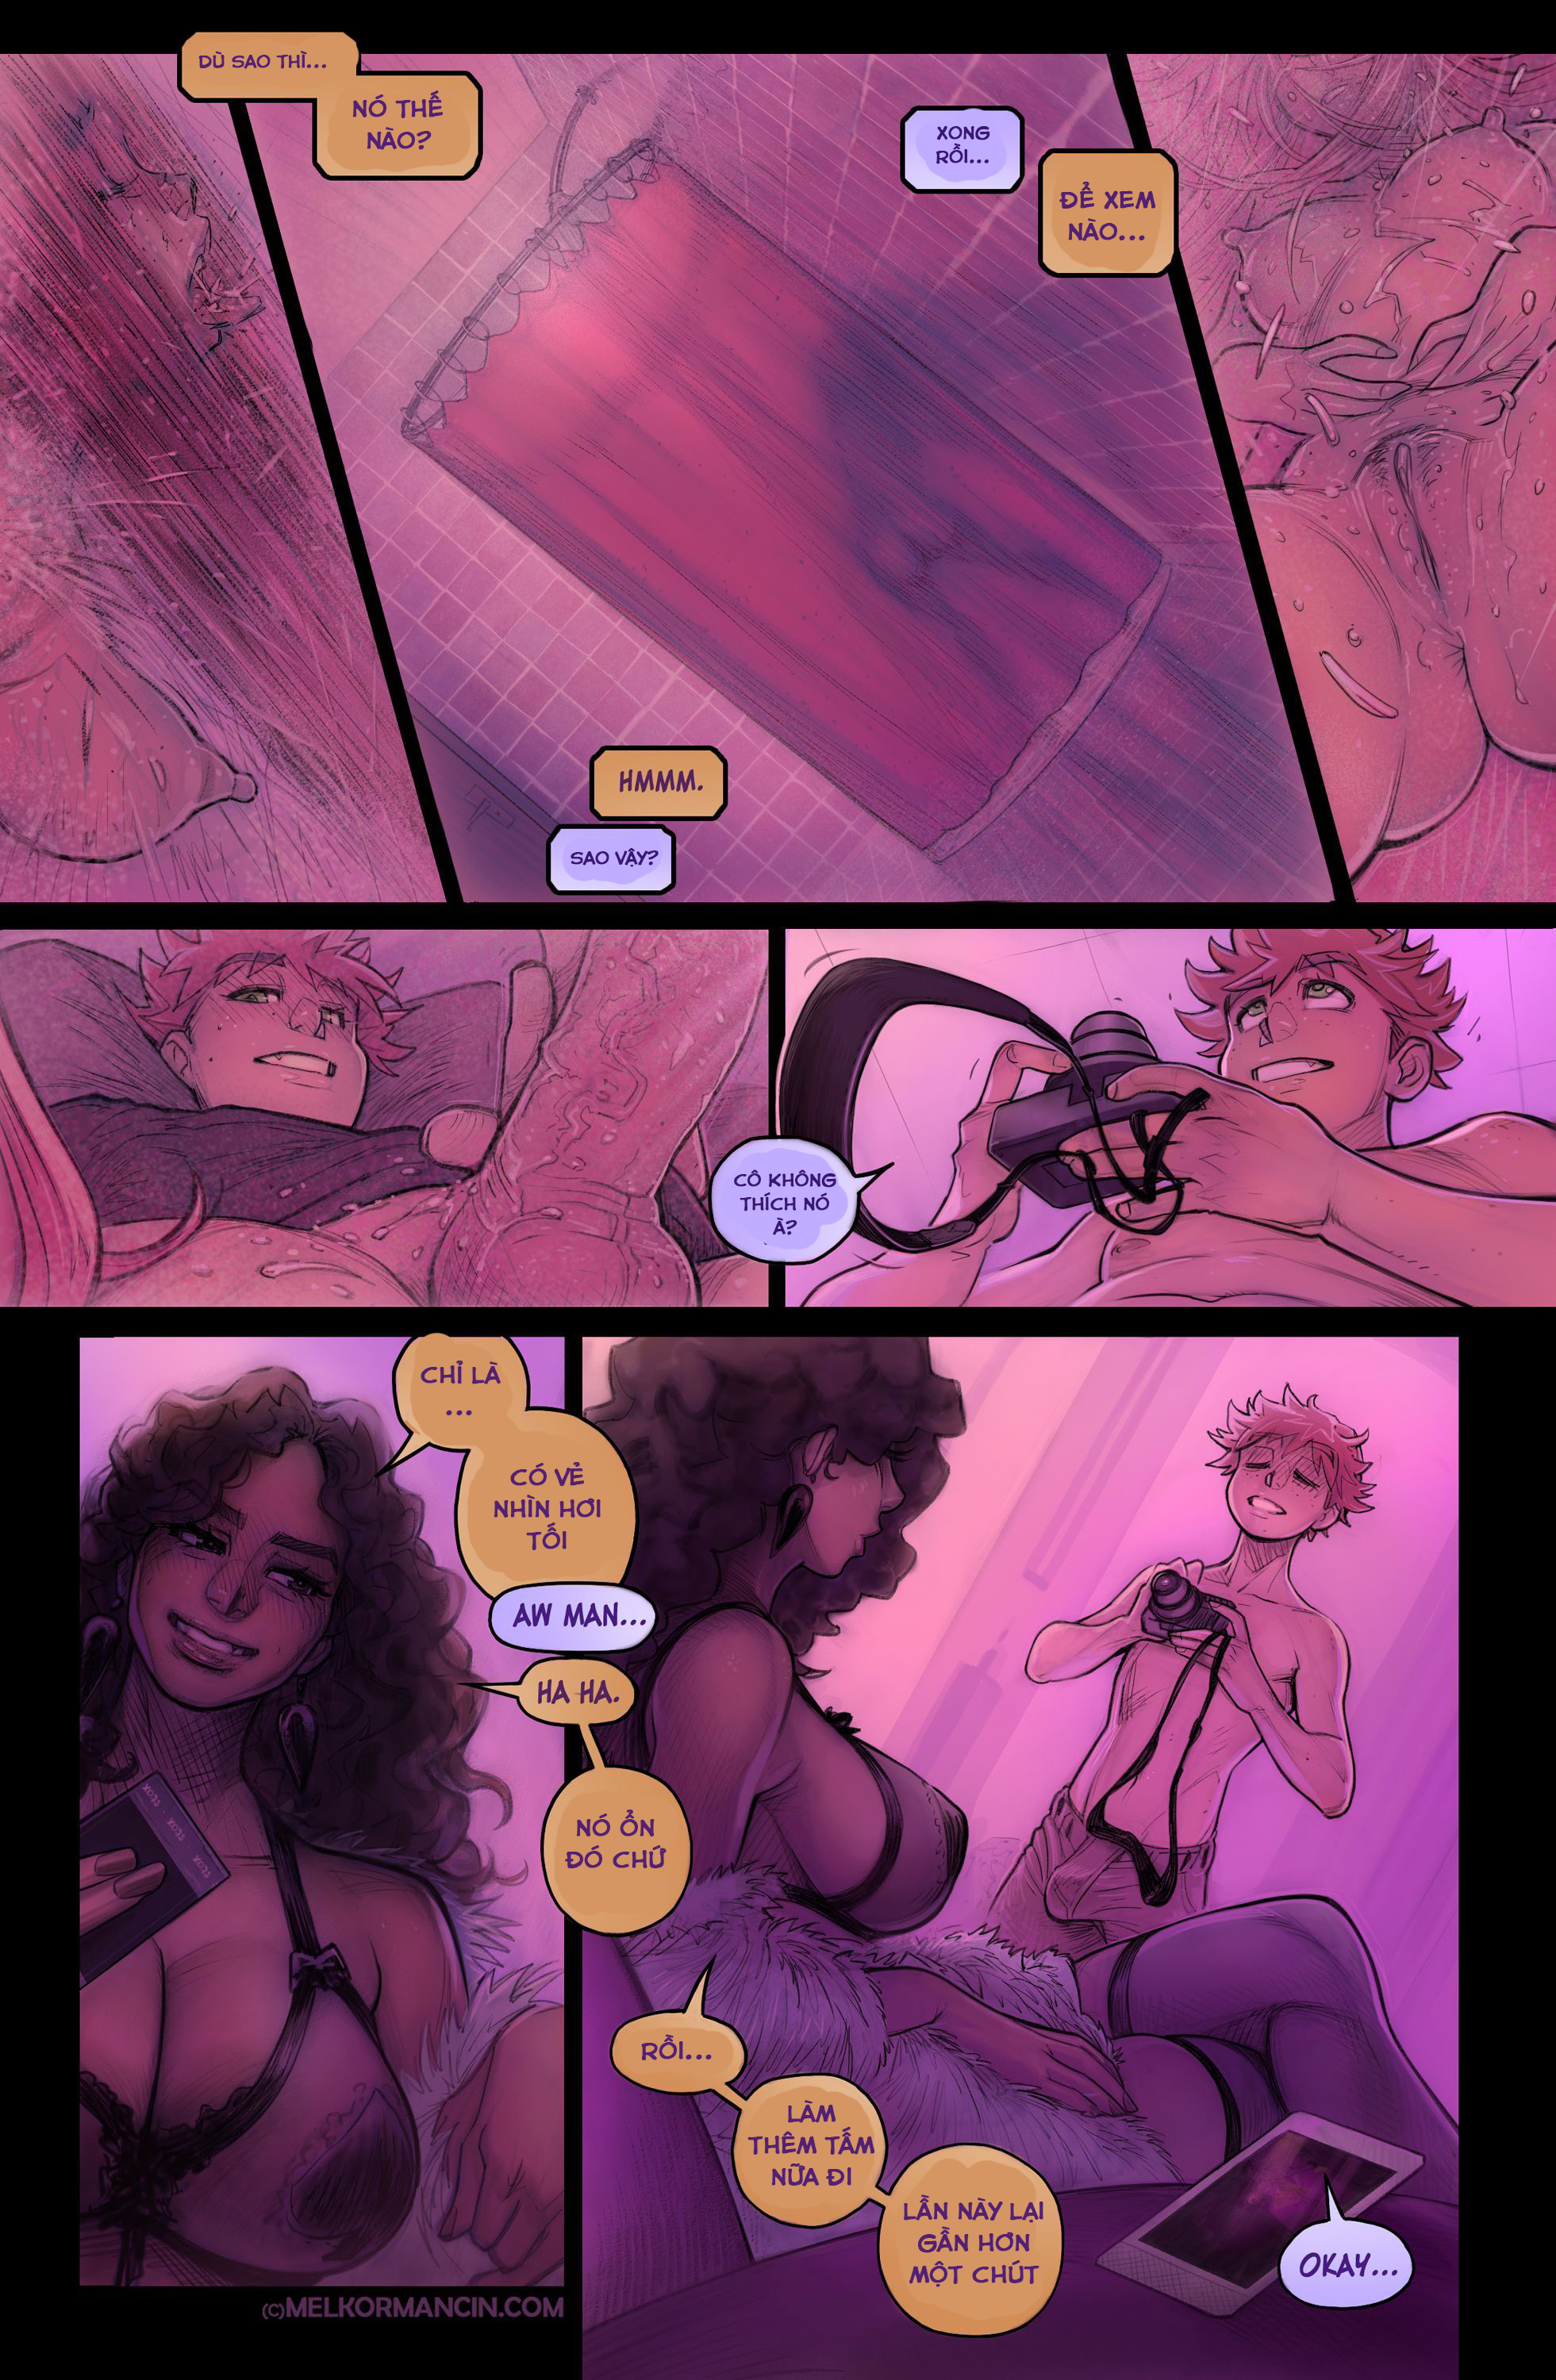 DÙ SAO THÌ...
NÓ THẾ
NÀO?
XONG
RỒI...
ĐỂ XEM
NÀO...
HMMM.
SAO VẬY?
CÔ KHÔNG
THÍCH NÓ
À?
CHỈ LÀ
...
CÓ VẺ
NHÌN HƠI
TỐI
AW MAN...
HA HA.
NÓ ỔN
ĐÓ CHỨ
RỒI...
LÀM
THÊM TẤM
NỮA ĐI
LẦN NÀY LẠI
GẦN HƠN
MỘT CHÚT
OKAY...
(C)MELKORMANCIN.COM